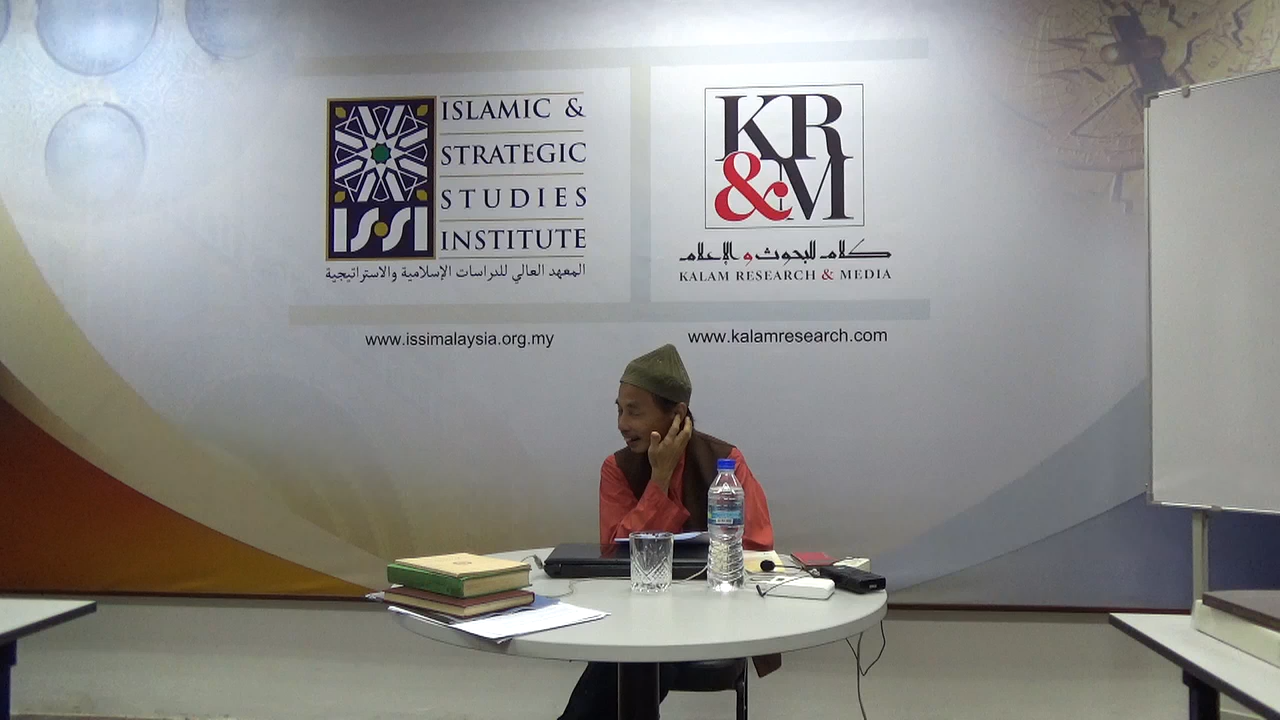 ISLAMIC &
STRATEGIC
STUDIES
INSTITUTE
ISSI
المعهد العالي للدراسات الإسلامية والاستراتيجية
www.issimalaysia.org.my
KR
&M
كلام للبحوث و الإعلام
KALAM RESEARCH & MEDIA
www.kalamresearch.com